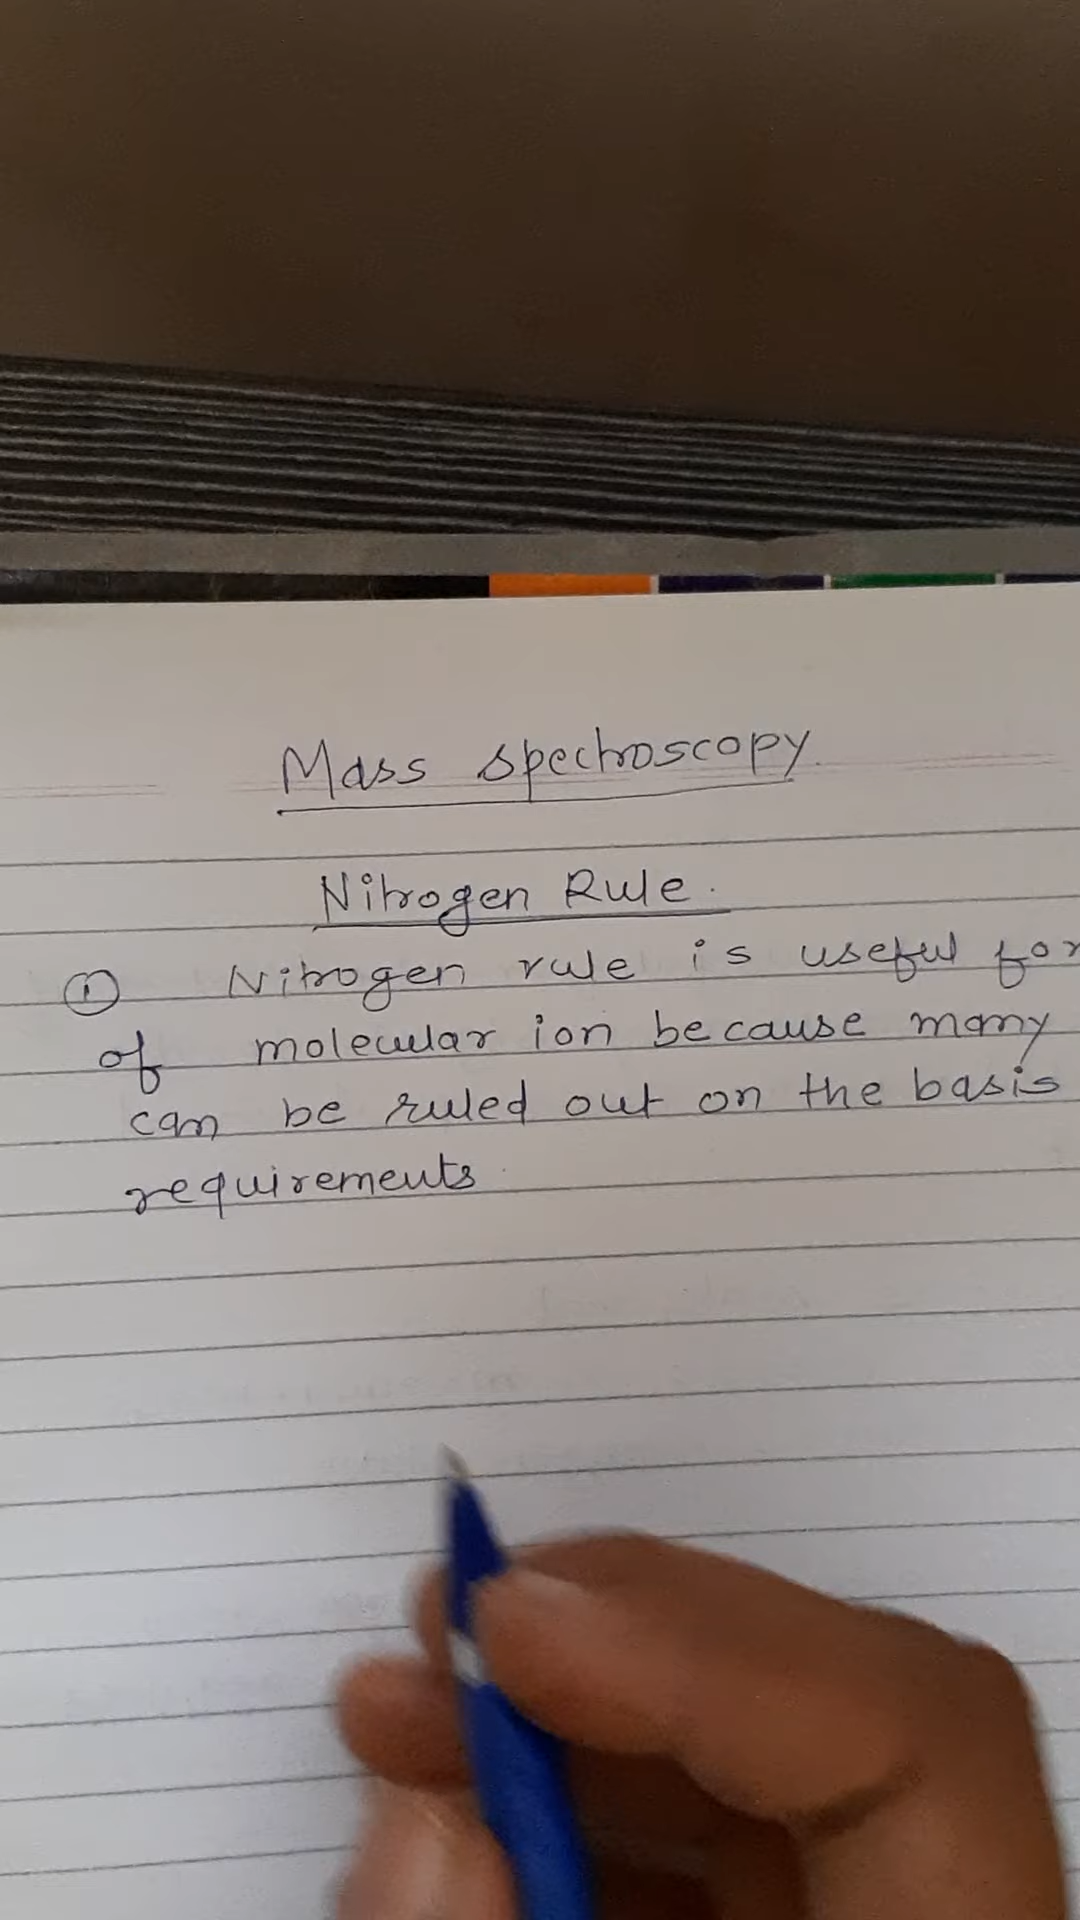 Mass spectroscopy
Nitrogen Rule.
① Nitrogen rule is useful for
of molecular ion because many
can be ruled out on the basis
requirements